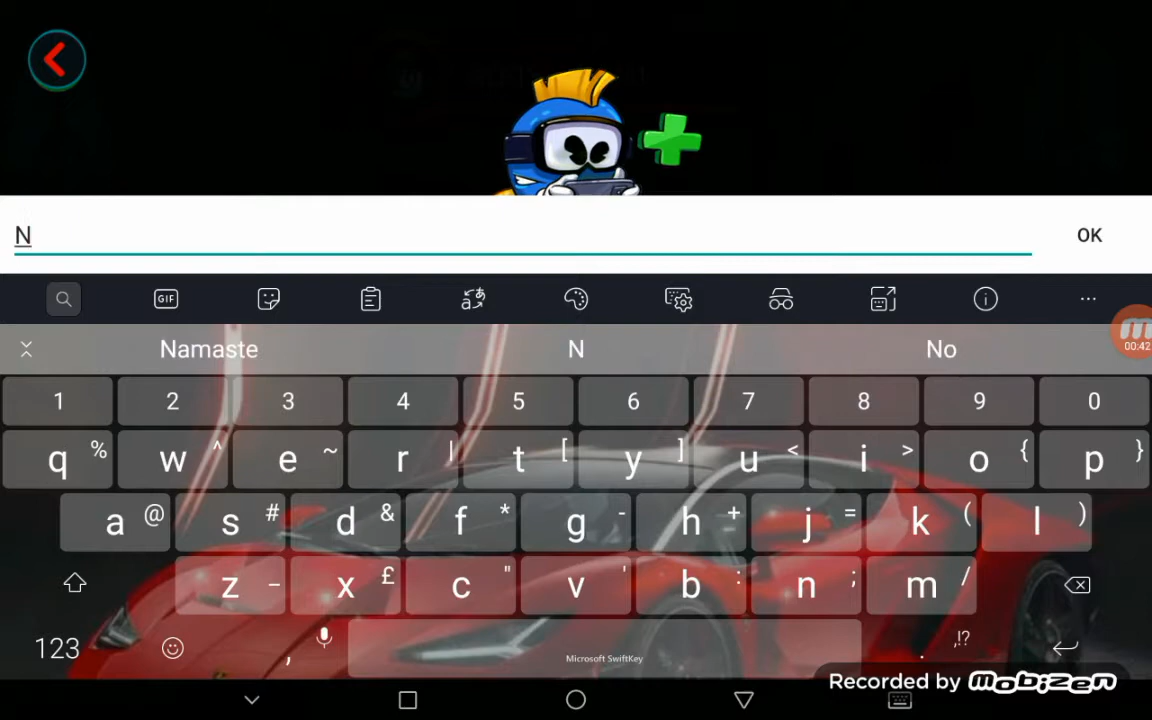 N
OK
GIF
Namaste N No
00:42
1 2 3 4 5 6 7 8 9 0
q % w ^ e ~ r | t [ y ] u < i > o { p }
a @ s # d & f * g - h + j = k ( l )
z _ x £ c " v ' b : n ; m /
123 , Microsoft SwiftKey . ,!?
Recorded by mobizen